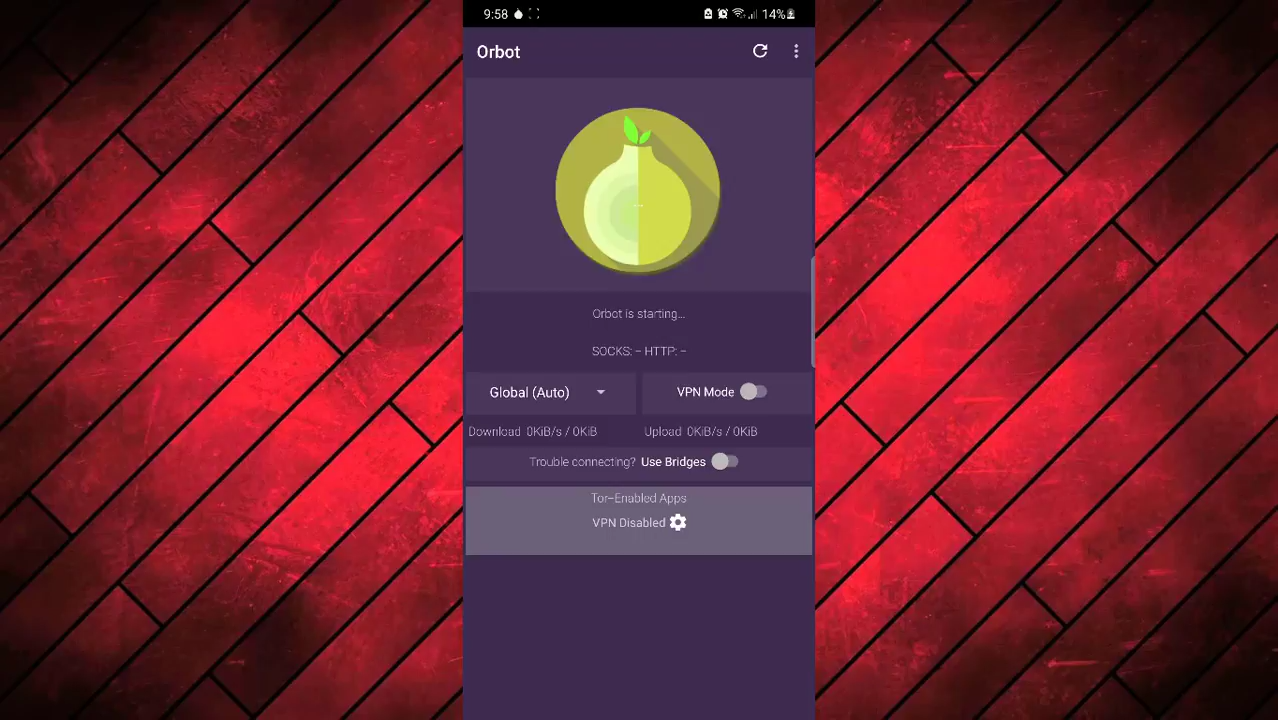 9:58 14%
Orbot
Orbot is starting...
SOCKS: – HTTP: –
Global (Auto) VPN Mode
Download 0KiB/s / 0KiB Upload 0KiB/s / 0KiB
Trouble connecting? Use Bridges
Tor–Enabled Apps
VPN Disabled